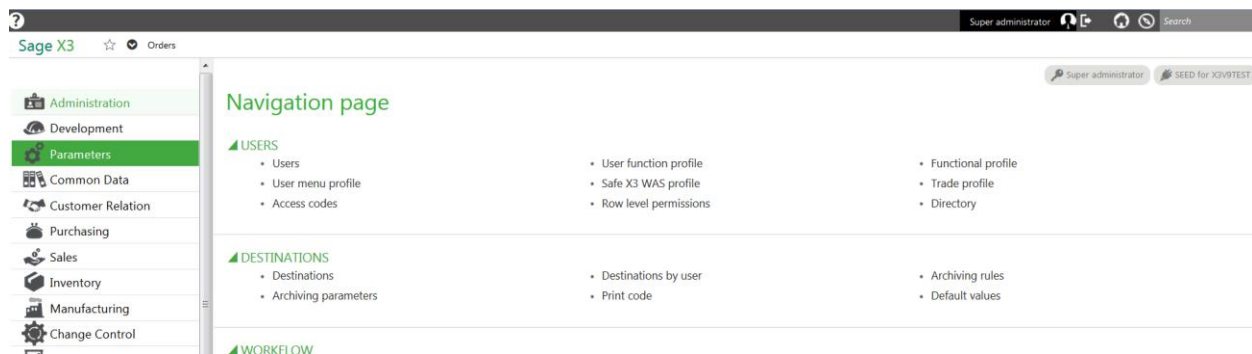 ?
Super administrator
Search
Sage X3 Orders
Super administrator
SEED for X3V9TEST
Administration
Development
Parameters
Common Data
Customer Relation
Purchasing
Sales
Inventory
Manufacturing
Change Control
Navigation page
USERS
Users User function profile Functional profile
User menu profile Safe X3 WAS profile Trade profile
Access codes Row level permissions Directory
DESTINATIONS
Destinations Destinations by user Archiving rules
Archiving parameters Print code Default values
WORKFLOW